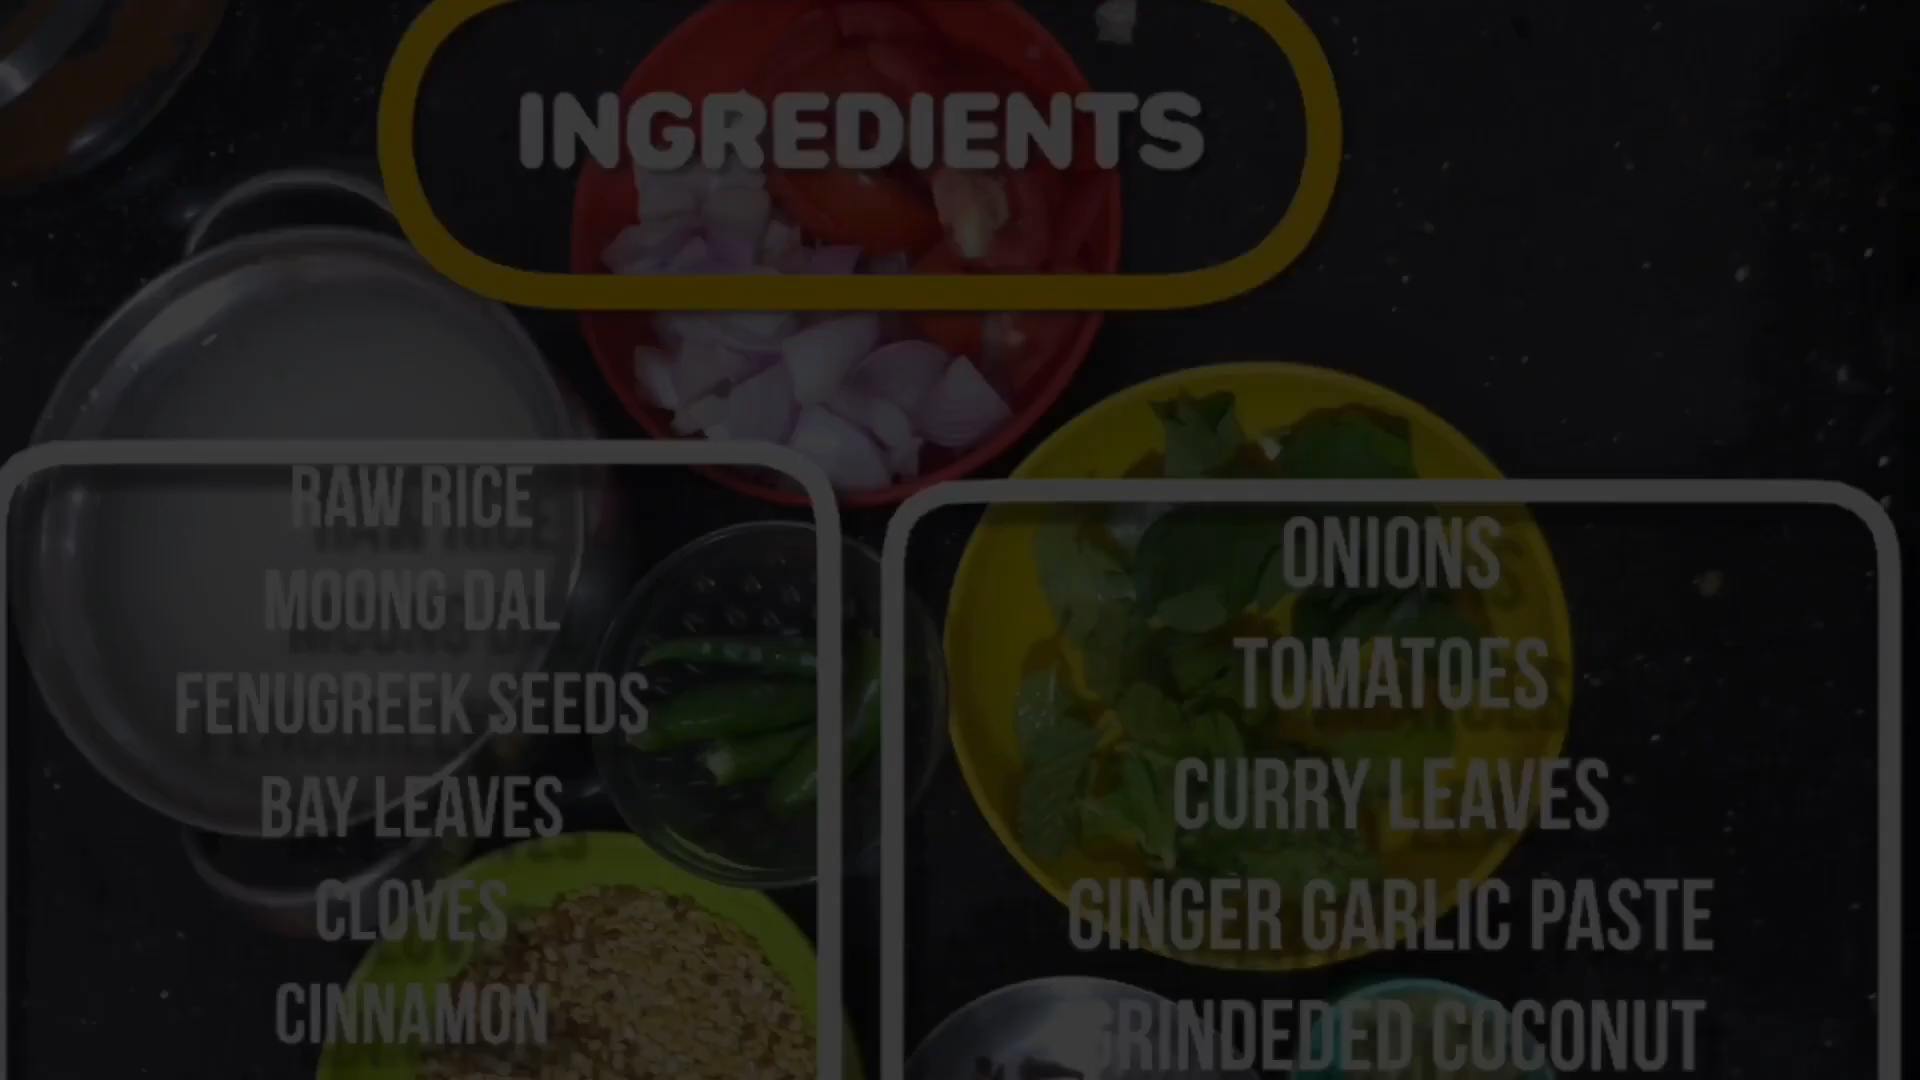 INGREDIENTS
RAW RICE
MOONG DAL
FENUGREEK SEEDS
BAY LEAVES
CLOVES
CINNAMON
ONIONS
TOMATOES
CURRY LEAVES
GINGER GARLIC PASTE
GRINDEDED COCONUT